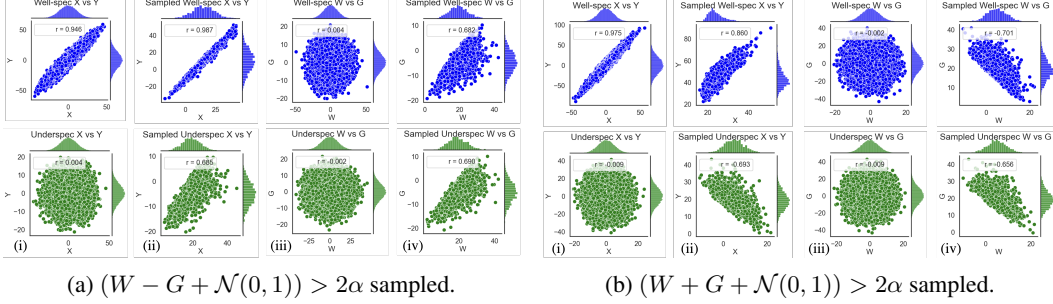 Well-spec X vs Y
Sampled Well-spec X vs Y
Well-spec W vs G
Sampled Well-spec W vs G
Well-spec X vs Y
Sampled Well-spec X vs Y
Well-spec W vs G
Sampled Well-spec W vs G
r = 0.946
r = 0.987
r = 0.004
r = 0.682
r = 0.975
r = 0.860
r = -0.002
r = -0.701
Underspec X vs Y
Sampled Underspec X vs Y
Underspec W vs G
Sampled Underspec W vs G
Underspec X vs Y
Sampled Underspec X vs Y
Underspec W vs G
Sampled Underspec W vs G
r = 0.004
r = 0.685
r = -0.002
r = 0.690
r = -0.009
r = -0.693
r = -0.009
r = -0.656
(i)
(ii)
(iii)
(iv)
(i)
(ii)
(iii)
(iv)
(a) (W − G + N(0, 1)) > 2α sampled.
(b) (W + G + N(0, 1)) > 2α sampled.